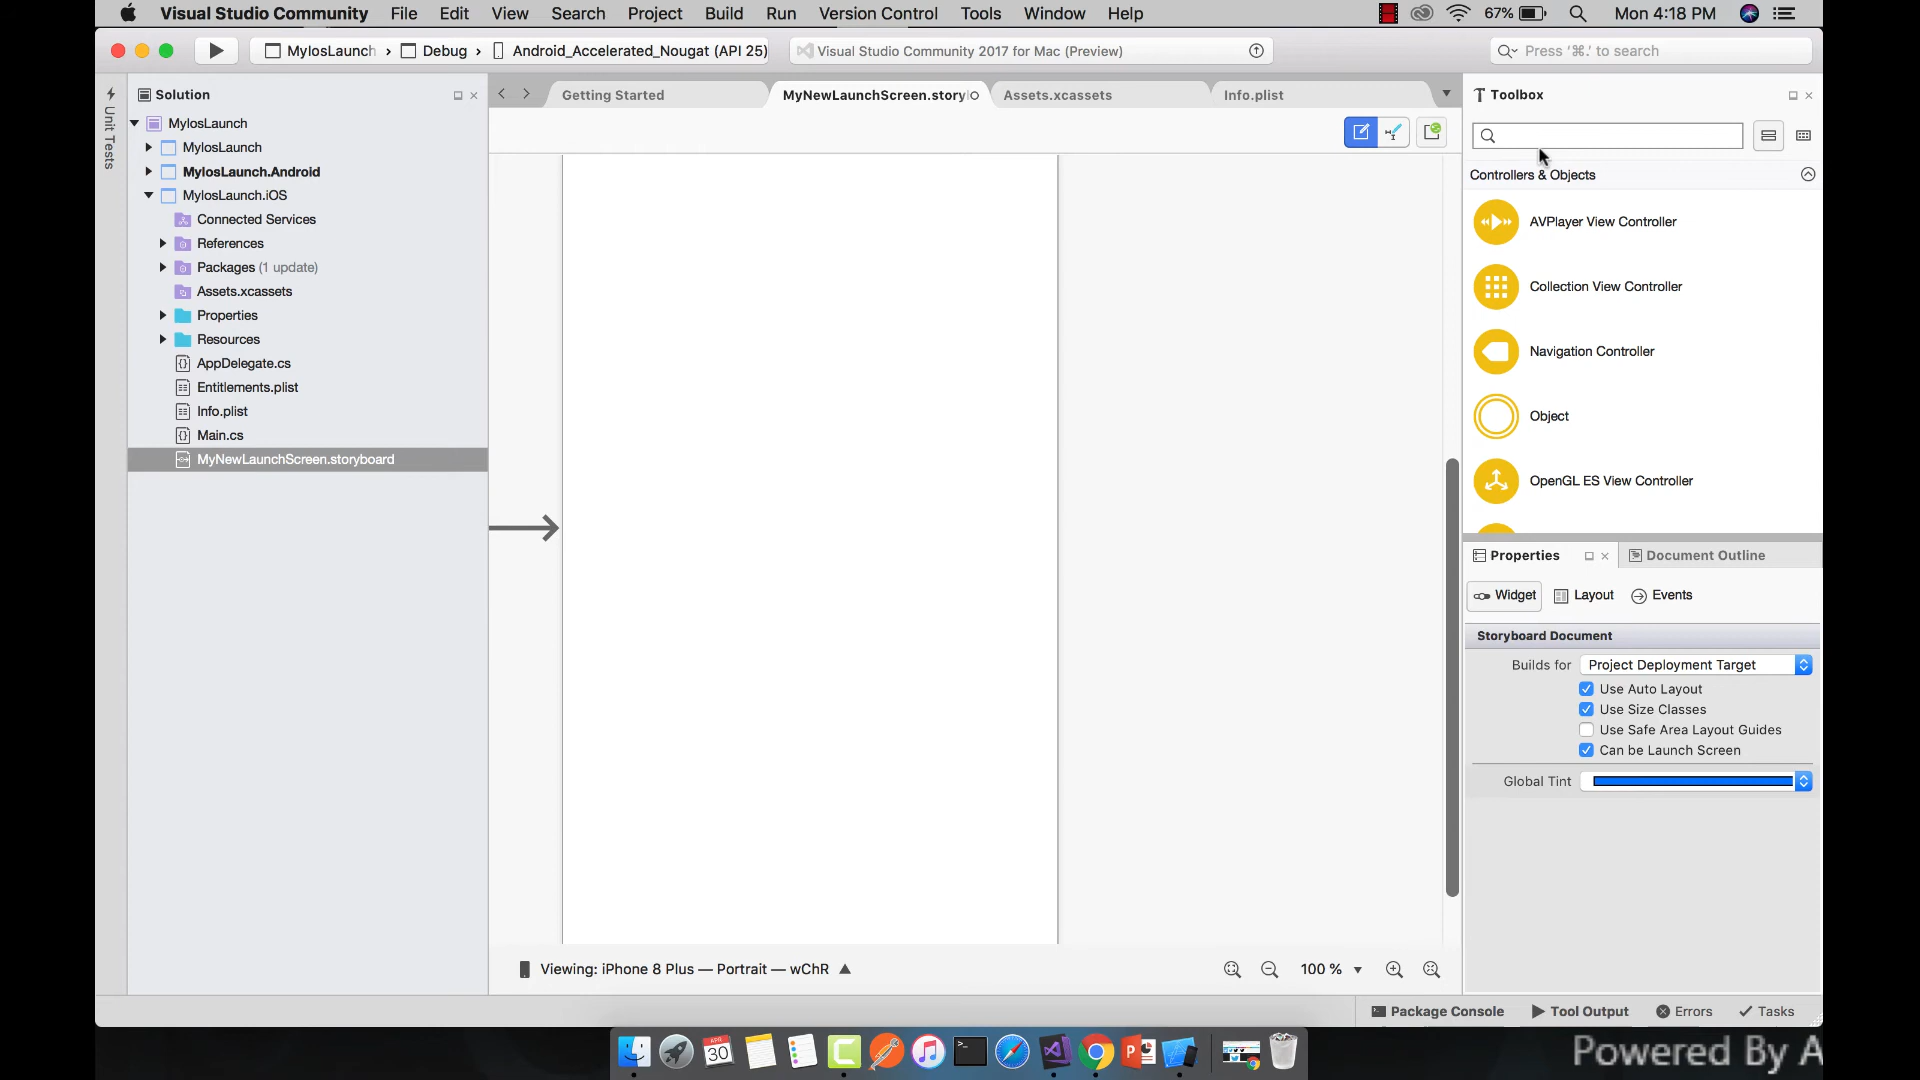 Visual Studio Community File Edit View Search Project Build Run Version Control Tools Window Help 67% Mon 4:18 PM
MyIosLaunch › Debug › Android_Accelerated_Nougat (API 25) Visual Studio Community 2017 for Mac (Preview) Press '⌘.' to search
Unit Tests
Solution
MyIosLaunch
MyIosLaunch
MyIosLaunch.Android
MyIosLaunch.iOS
Connected Services
References
Packages (1 update)
Assets.xcassets
Properties
Resources
AppDelegate.cs
Entitlements.plist
Info.plist
Main.cs
MyNewLaunchScreen.storyboard
Getting Started MyNewLaunchScreen.story Assets.xcassets Info.plist
Viewing: iPhone 8 Plus — Portrait — wChR 100 %
Toolbox
Controllers & Objects
AVPlayer View Controller
Collection View Controller
Navigation Controller
Object
OpenGL ES View Controller
Properties Document Outline
Widget Layout Events
Storyboard Document
Builds for Project Deployment Target
Use Auto Layout
Use Size Classes
Use Safe Area Layout Guides
Can be Launch Screen
Global Tint
Package Console Tool Output Errors Tasks
APR
30
Powered By A